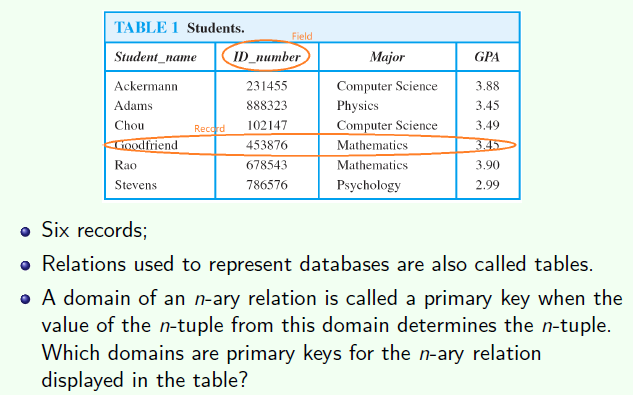 TABLE 1 Students.
Field
Student_name ID_number Major GPA
Ackermann 231455 Computer Science 3.88
Adams 888323 Physics 3.45
Chou 102147 Computer Science 3.49
Record
Goodfriend 453876 Mathematics 3.45
Rao 678543 Mathematics 3.90
Stevens 786576 Psychology 2.99
Six records;
Relations used to represent databases are also called tables.
A domain of an n-ary relation is called a primary key when the
value of the n-tuple from this domain determines the n-tuple.
Which domains are primary keys for the n-ary relation
displayed in the table?